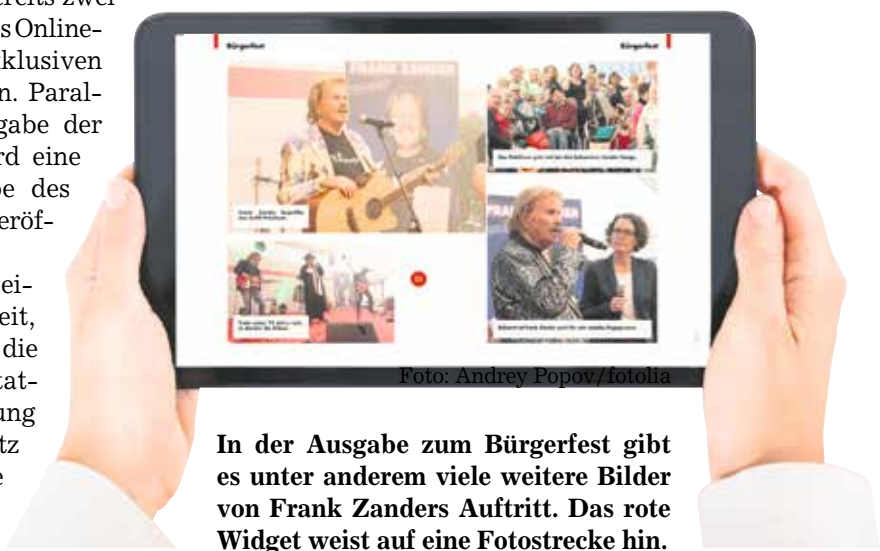 ereits zwei
s Online-
xklusiven
n. Paral-
gabe der
rd eine
e des
eröf-
ei-
eit,
die
tat-
ung
tz
e
Bürgerfest
Bürgerfest
FRANK ZANDER
Foto: Andrey Popov/fotolia
In der Ausgabe zum Bürgerfest gibt
es unter anderem viele weitere Bilder
von Frank Zanders Auftritt. Das rote
Widget weist auf eine Fotostrecke hin.